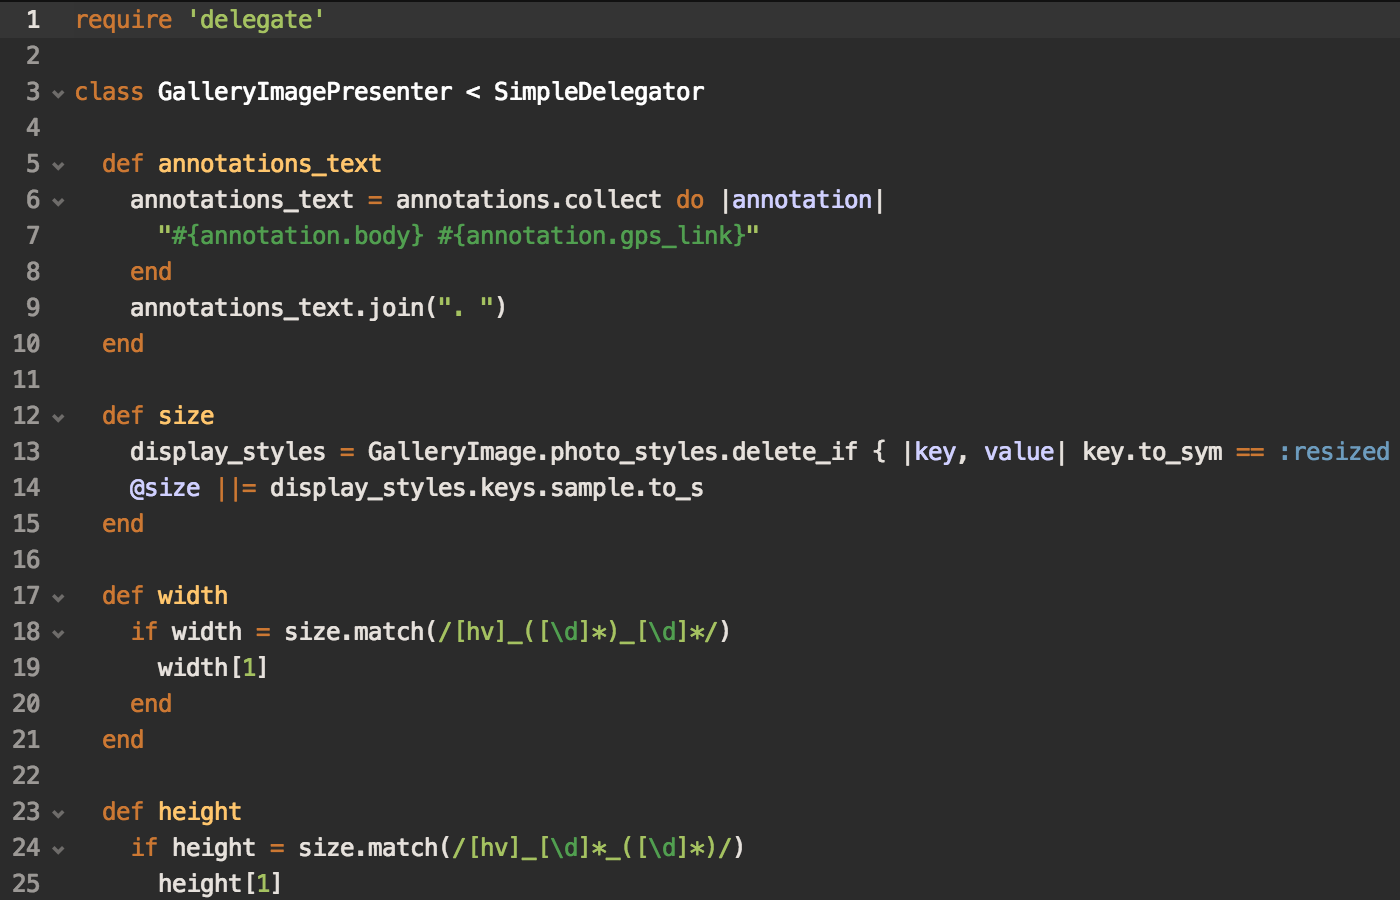 1 require 'delegate'
2
3 class GalleryImagePresenter < SimpleDelegator
4
5 def annotations_text
6 annotations_text = annotations.collect do |annotation|
7 "#{annotation.body} #{annotation.gps_link}"
8 end
9 annotations_text.join(". ")
10 end
11
12 def size
13 display_styles = GalleryImage.photo_styles.delete_if { |key, value| key.to_sym == :resized
14 @size ||= display_styles.keys.sample.to_s
15 end
16
17 def width
18 if width = size.match(/[hv]_([\d]*)_[\d]*/)
19 width[1]
20 end
21 end
22
23 def height
24 if height = size.match(/[hv]_[\d]*_([\d]*)/)
25 height[1]